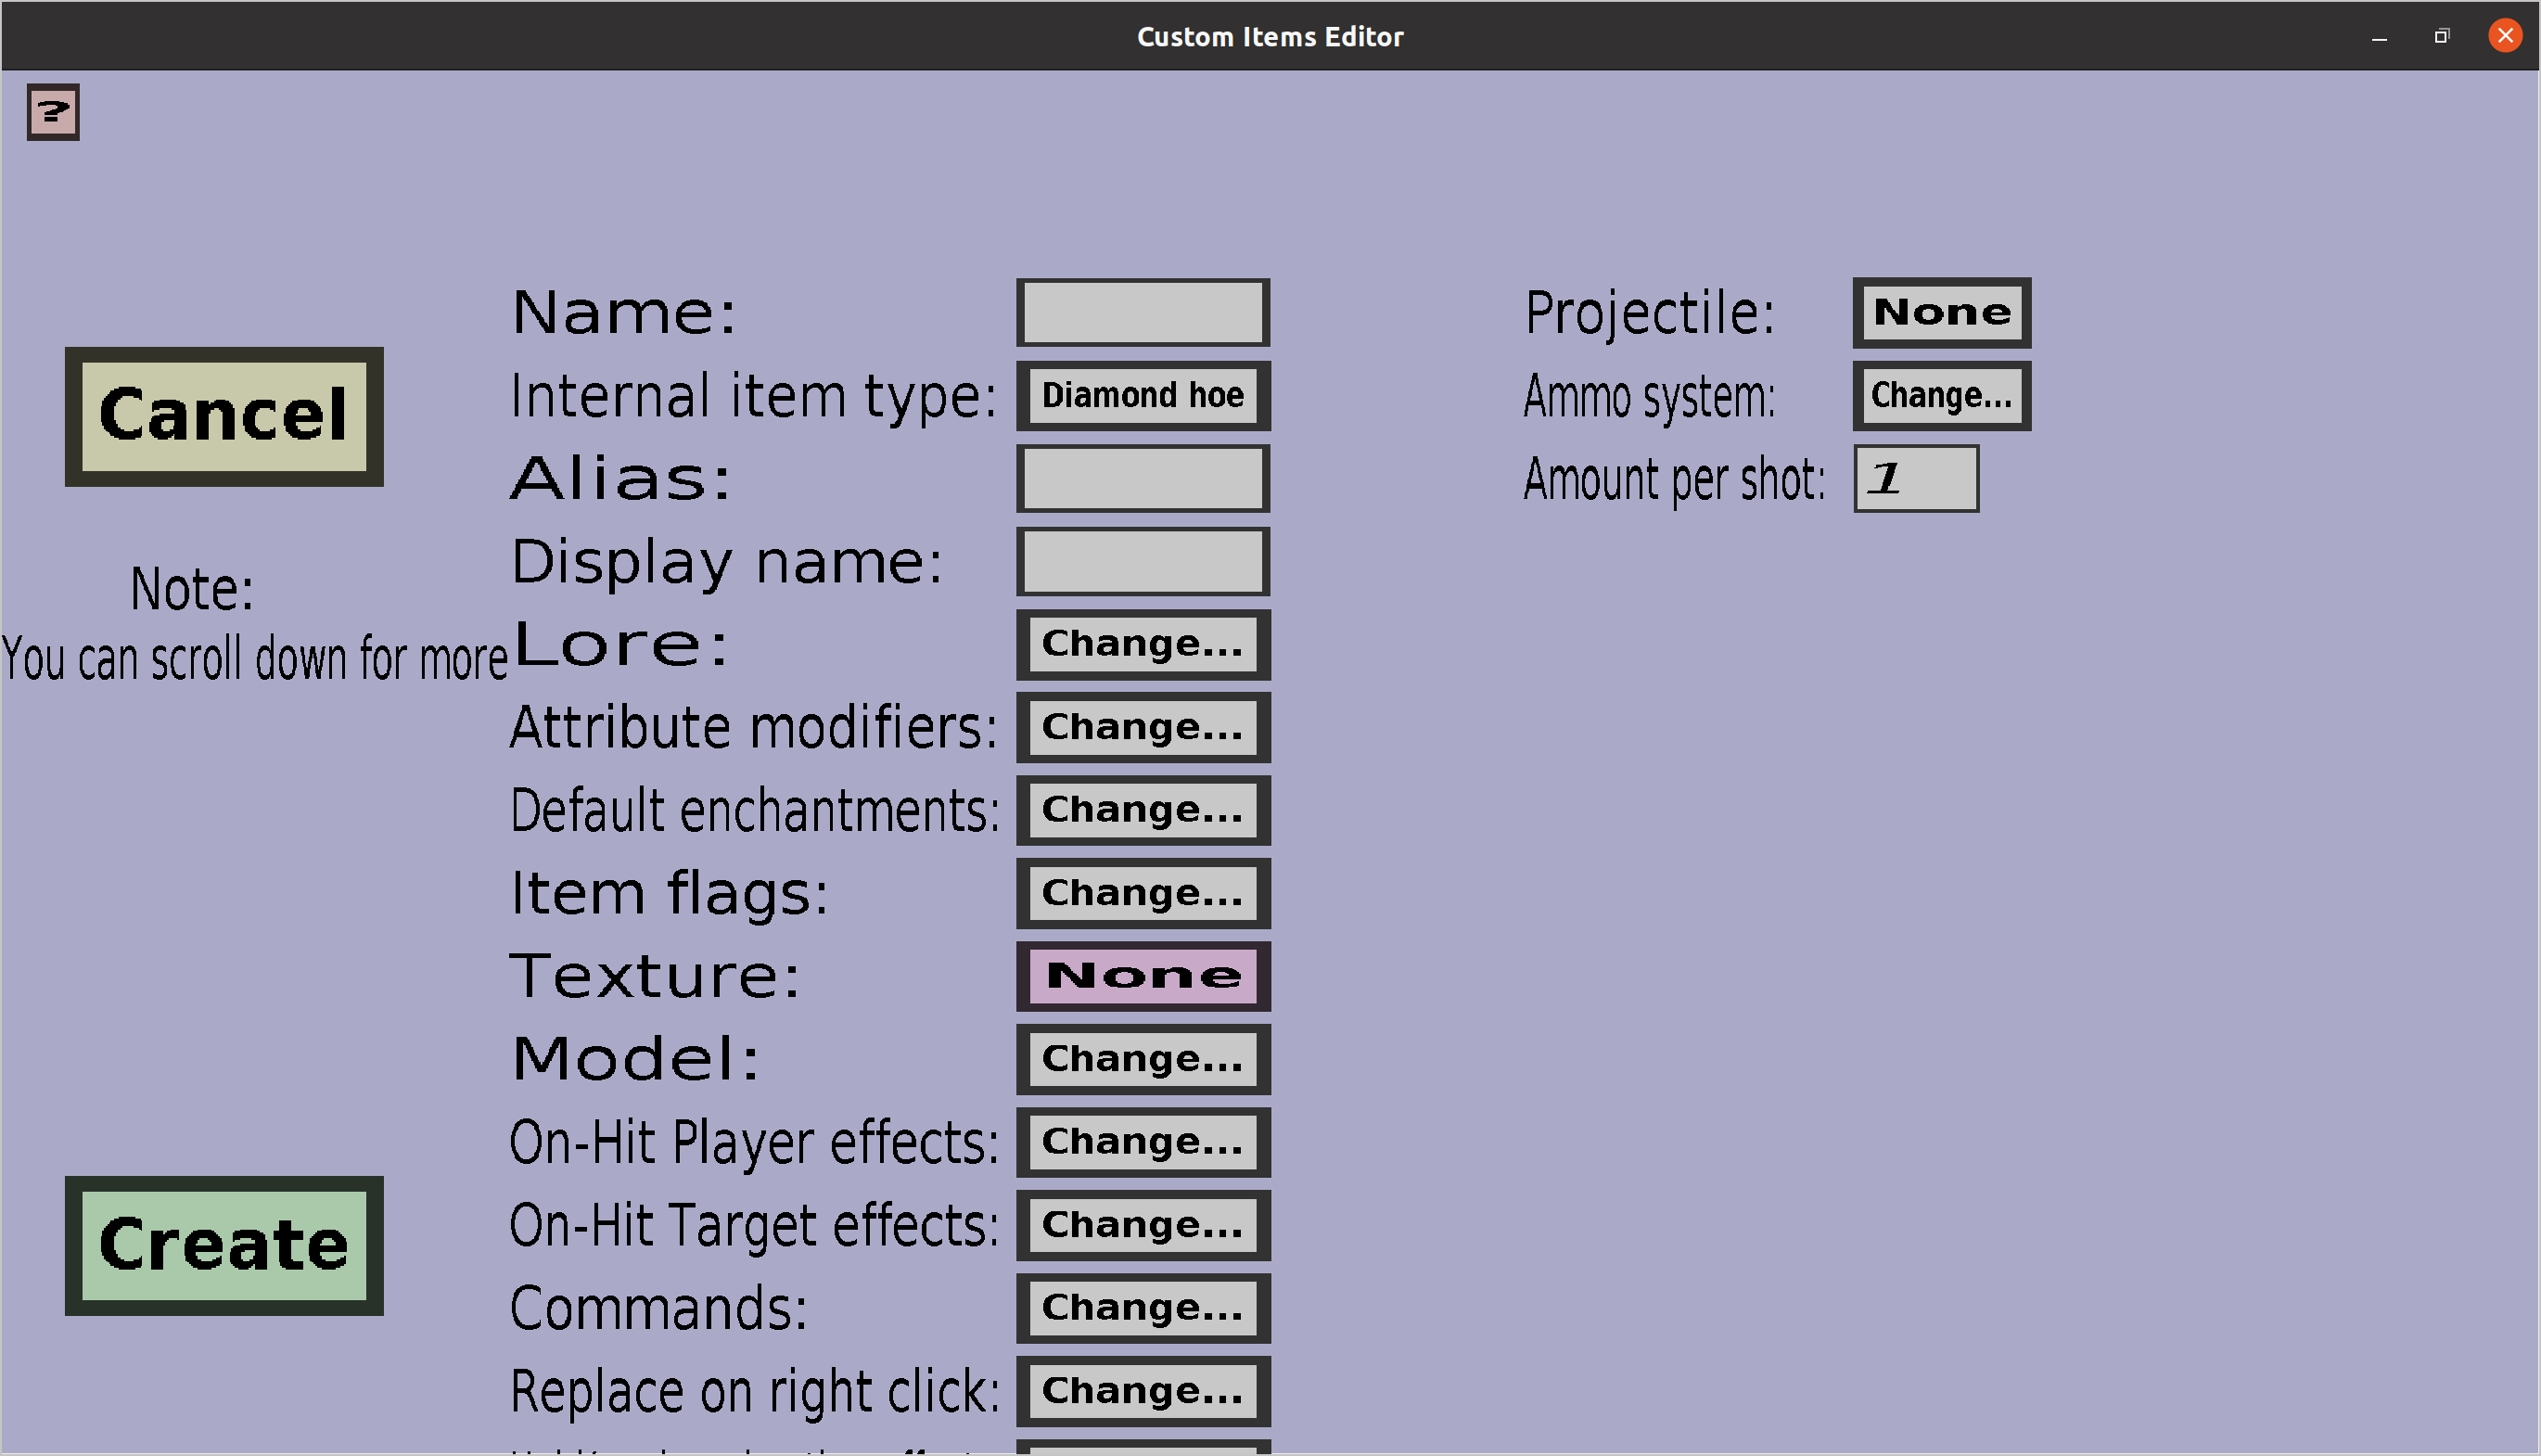 Custom Items Editor
?
Name:
Projectile: None
Internal item type: Diamond hoe
Ammo system: Change...
Cancel
Alias:
Amount per shot: 1
Display name:
Note:
You can scroll down for more
Lore: Change...
Attribute modifiers: Change...
Default enchantments: Change...
Item flags: Change...
Texture: None
Model: Change...
On-Hit Player effects: Change...
On-Hit Target effects: Change...
Create
Commands: Change...
Replace on right click: Change...